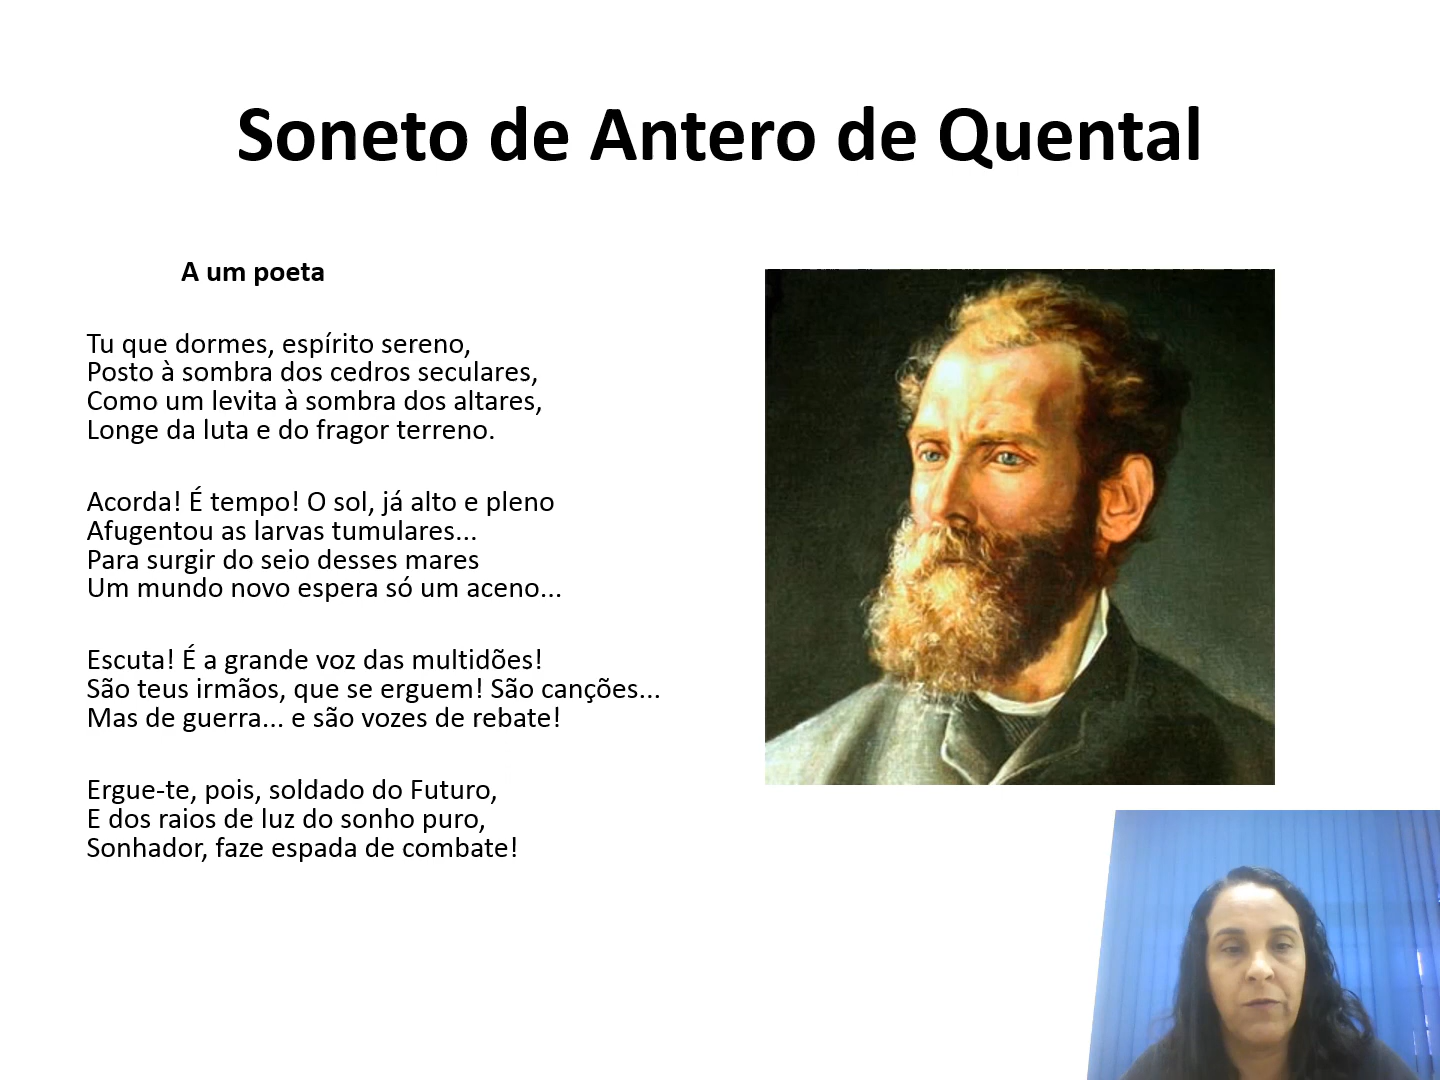 Soneto de Antero de Quental
A um poeta
Tu que dormes, espírito sereno,
Posto à sombra dos cedros seculares,
Como um levita à sombra dos altares,
Longe da luta e do fragor terreno.
Acorda! É tempo! O sol, já alto e pleno
Afugentou as larvas tumulares...
Para surgir do seio desses mares
Um mundo novo espera só um aceno...
Escuta! É a grande voz das multidões!
São teus irmãos, que se erguem! São canções...
Mas de guerra... e são vozes de rebate!
Ergue-te, pois, soldado do Futuro,
E dos raios de luz do sonho puro,
Sonhador, faze espada de combate!